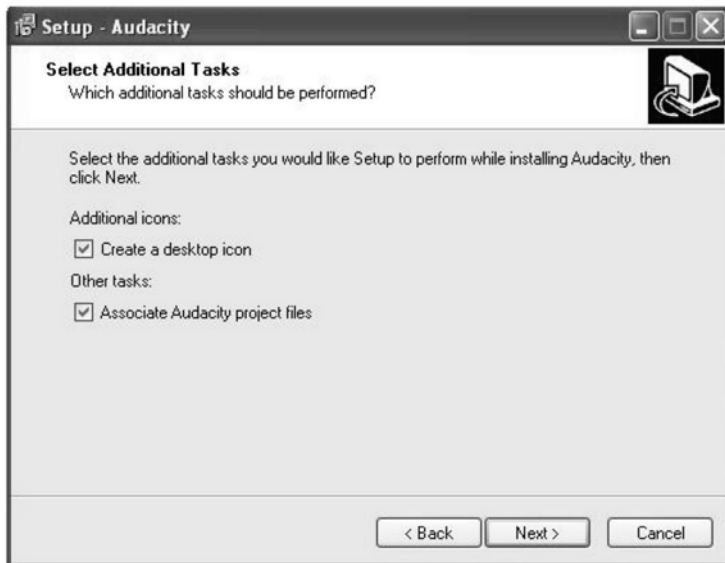 Setup - Audacity
Select Additional Tasks
Which additional tasks should be performed?
Select the additional tasks you would like Setup to perform while installing Audacity, then
click Next.
Additional icons:
Create a desktop icon
Other tasks:
Associate Audacity project files
< Back Next > Cancel